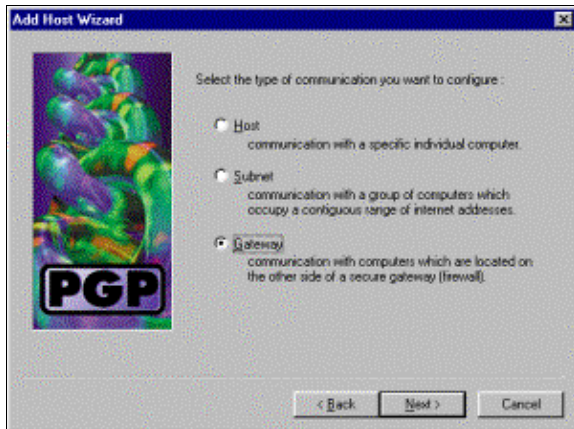 Add Host Wizard
Select the type of communication you want to configure :
Host
communication with a specific individual computer.
Subnet
communication with a group of computers which
occupy a contiguous range of internet addresses.
Gateway
communication with computers which are located on
the other side of a secure gateway (firewall).
PGP
< Back
Next >
Cancel